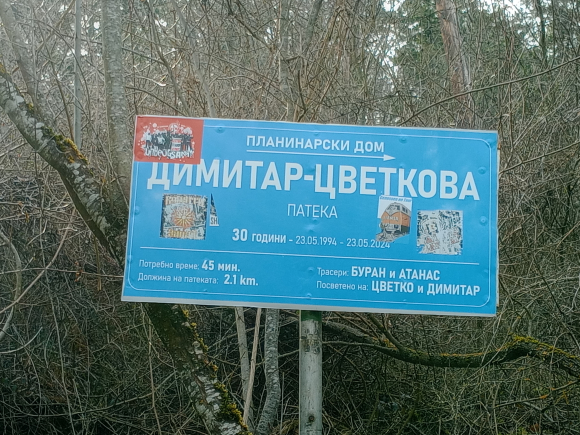 ПЛАНИНАРСКИ ДОМ
ДИМИТАР-ЦВЕТКОВА
ПАТЕКА
30 ГОДИНИ - 23.05.1994 - 23.05.2024
Потребно време: 45 мин.
Должина на патеката: 2.1 km.
Трасери: БУРАН и АТАНАС
Посветено на: ЦВЕТКО и ДИМИТАР